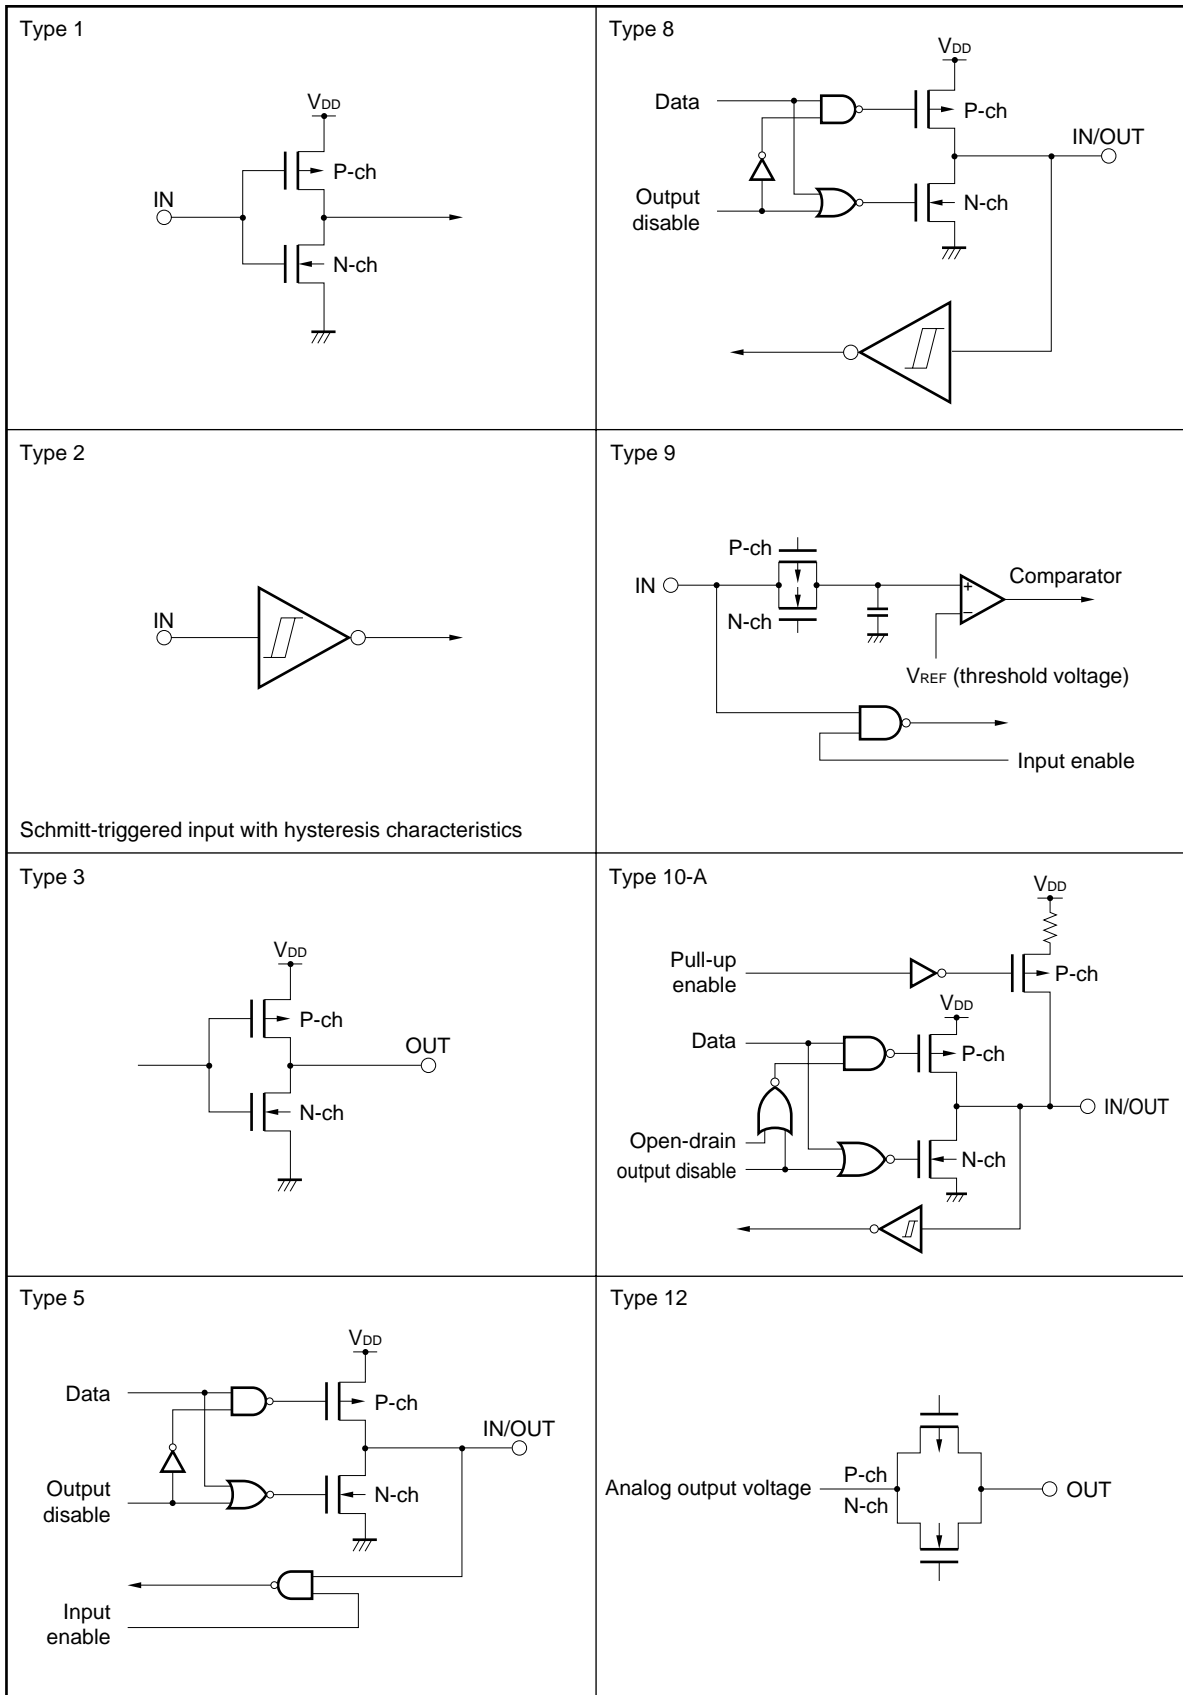 Type 1
VDD
P-ch
IN
N-ch
Type 8
VDD
Data
P-ch
IN/OUT
Output
disable
N-ch
Type 2
IN
Schmitt-triggered input with hysteresis characteristics
Type 9
P-ch
IN
N-ch
+
−
Comparator
VREF (threshold voltage)
Input enable
Type 3
VDD
P-ch
OUT
N-ch
Type 10-A
VDD
Pull-up
enable
P-ch
VDD
Data
P-ch
IN/OUT
Open-drain
output disable
N-ch
Type 5
VDD
Data
P-ch
IN/OUT
Output
disable
N-ch
Input
enable
Type 12
Analog output voltage
P-ch
N-ch
OUT